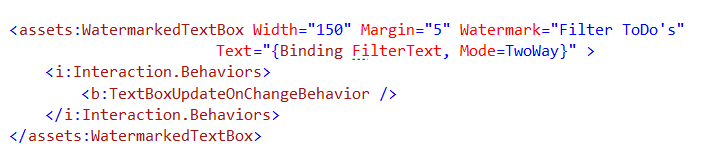 <assets:WatermarkedTextBox Width="150" Margin="5" Watermark="Filter ToDo's"
Text="{Binding FilterText, Mode=TwoWay}" >
<i:Interaction.Behaviors>
<b:TextBoxUpdateOnChangeBehavior />
</i:Interaction.Behaviors>
</assets:WatermarkedTextBox>